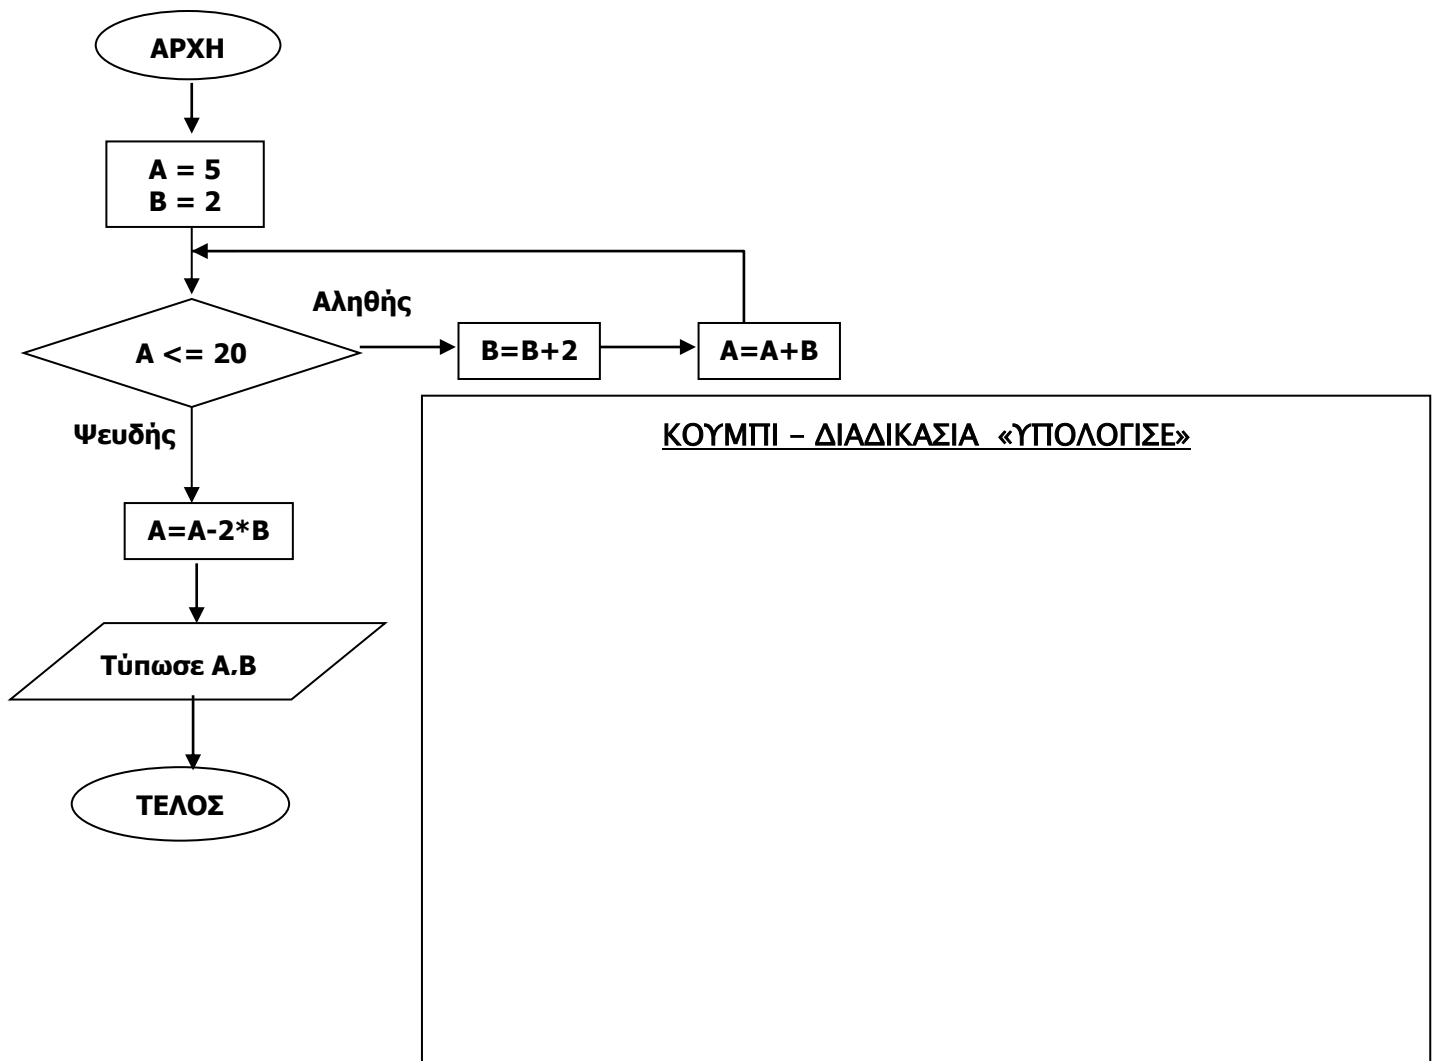 ΑΡΧΗ
Α = 5
Β = 2
Αληθής
Α <= 20
Β=Β+2
Α=Α+Β
Ψευδής
ΚΟΥΜΠΙ – ΔΙΑΔΙΚΑΣΙΑ «ΥΠΟΛΟΓΙΣΕ»
Α=Α-2*Β
Τύπωσε Α,Β
ΤΕΛΟΣ